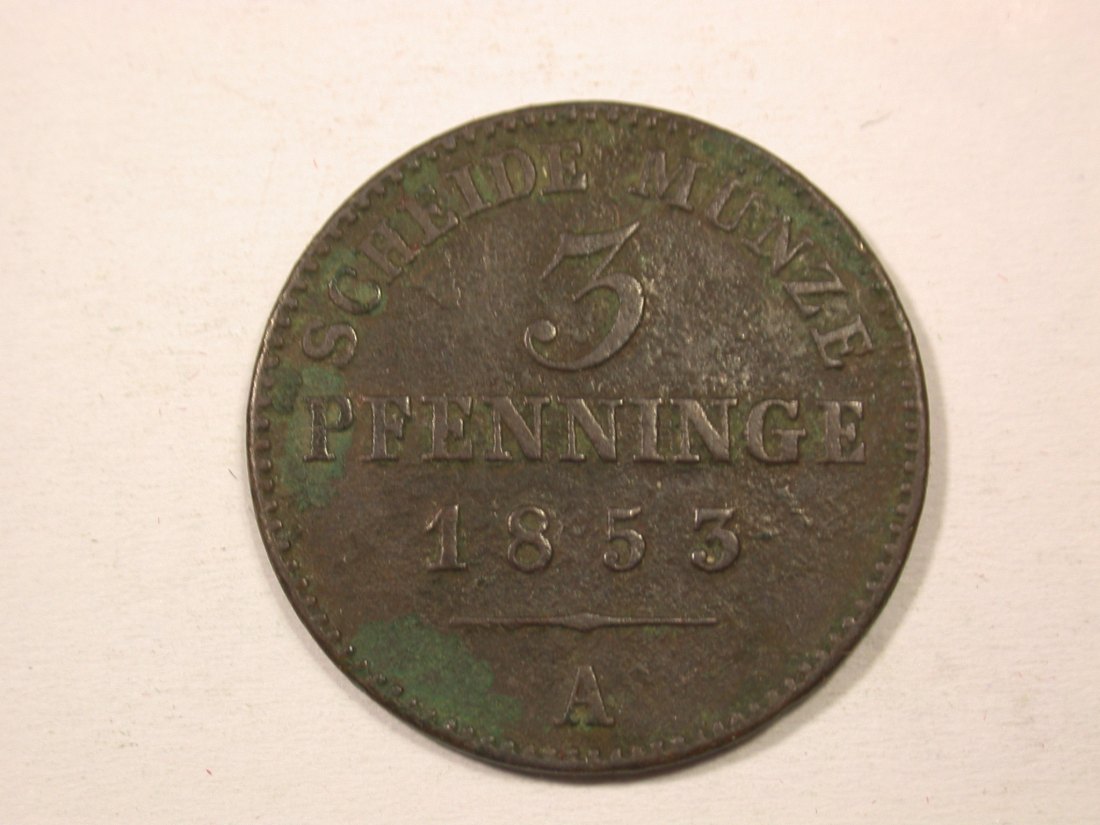 SCHEIDE MÜNZE
3
PFENNINGE
1853
A